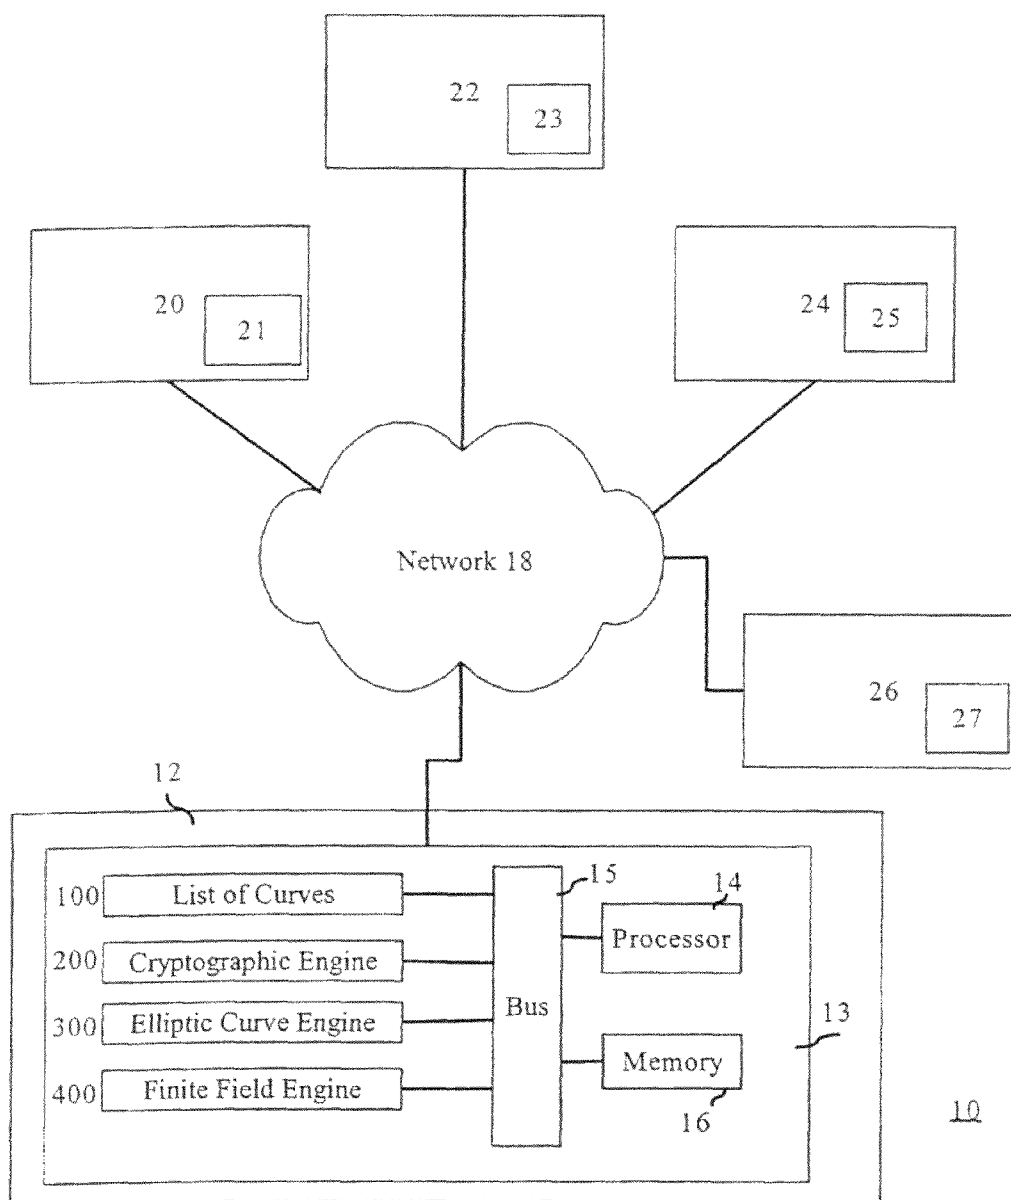 22
23
20
21
24
25
Network 18
26
27
12
100
List of Curves
15
14
200
Cryptographic Engine
Processor
300
Elliptic Curve Engine
Bus
13
400
Finite Field Engine
Memory
16
10